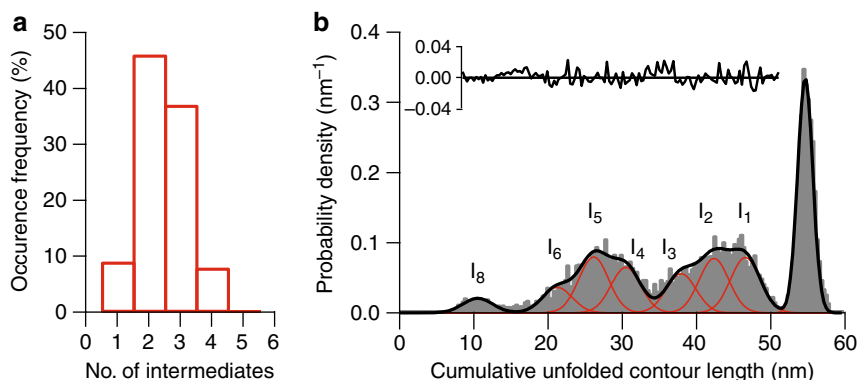 a
Occurence frequency (%)
50
40
30
20
10
0
0 1 2 3 4 5 6
No. of intermediates
b
Probability density (nm⁻¹)
0.4
0.3
0.2
0.1
0.0
0.04
0.00
−0.04
I₈
I₆
I₅
I₄
I₃
I₂
I₁
0 10 20 30 40 50 60
Cumulative unfolded contour length (nm)